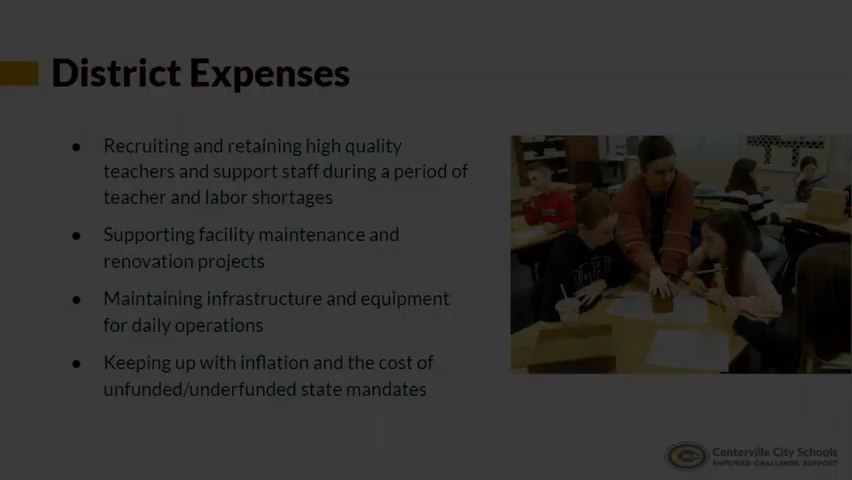 District Expenses
● Recruiting and retaining high quality
teachers and support staff during a period of
teacher and labor shortages
● Supporting facility maintenance and
renovation projects
● Maintaining infrastructure and equipment
for daily operations
● Keeping up with inflation and the cost of
unfunded/underfunded state mandates
Centerville City Schools
EMPOWER·CHALLENGE·SUPPORT